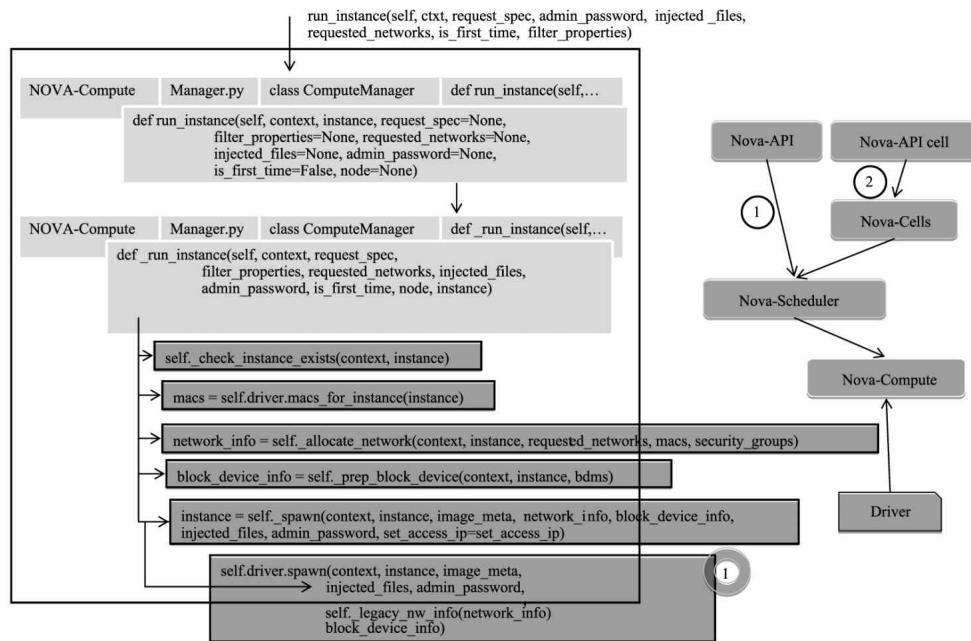 run_instance(self, ctxt, request_spec, admin_password, injected _files,
requested_networks, is_first_time, filter_properties)
NOVA-Compute Manager.py class ComputeManager def run_instance(self,…
def run_instance(self, context, instance, request_spec=None,
filter_properties=None, requested_networks=None,
injected_files=None, admin_password=None,
is_first_time=False, node=None)
NOVA-Compute Manager.py class ComputeManager def _run_instance(self,…
def _run_instance(self, context, request_spec,
filter_properties, requested_networks, injected_files,
admin_password, is_first_time, node, instance)
self._check_instance_exists(context, instance)
macs = self.driver.macs_for_instance(instance)
network_info = self._allocate_network(context, instance, requested_networks, macs, security_groups)
block_device_info = self._prep_block_device(context, instance, bdms)
instance = self._spawn(context, instance, image_meta, network_info, block_device_info,
injected_files, admin_password, set_access_ip=set_access_ip)
self.driver.spawn(context, instance, image_meta,
injected_files, admin_password,
self._legacy_nw_info(network_info)
block_device_info)
1
Nova-API
Nova-API cell
1
2
Nova-Cells
Nova-Scheduler
Nova-Compute
Driver